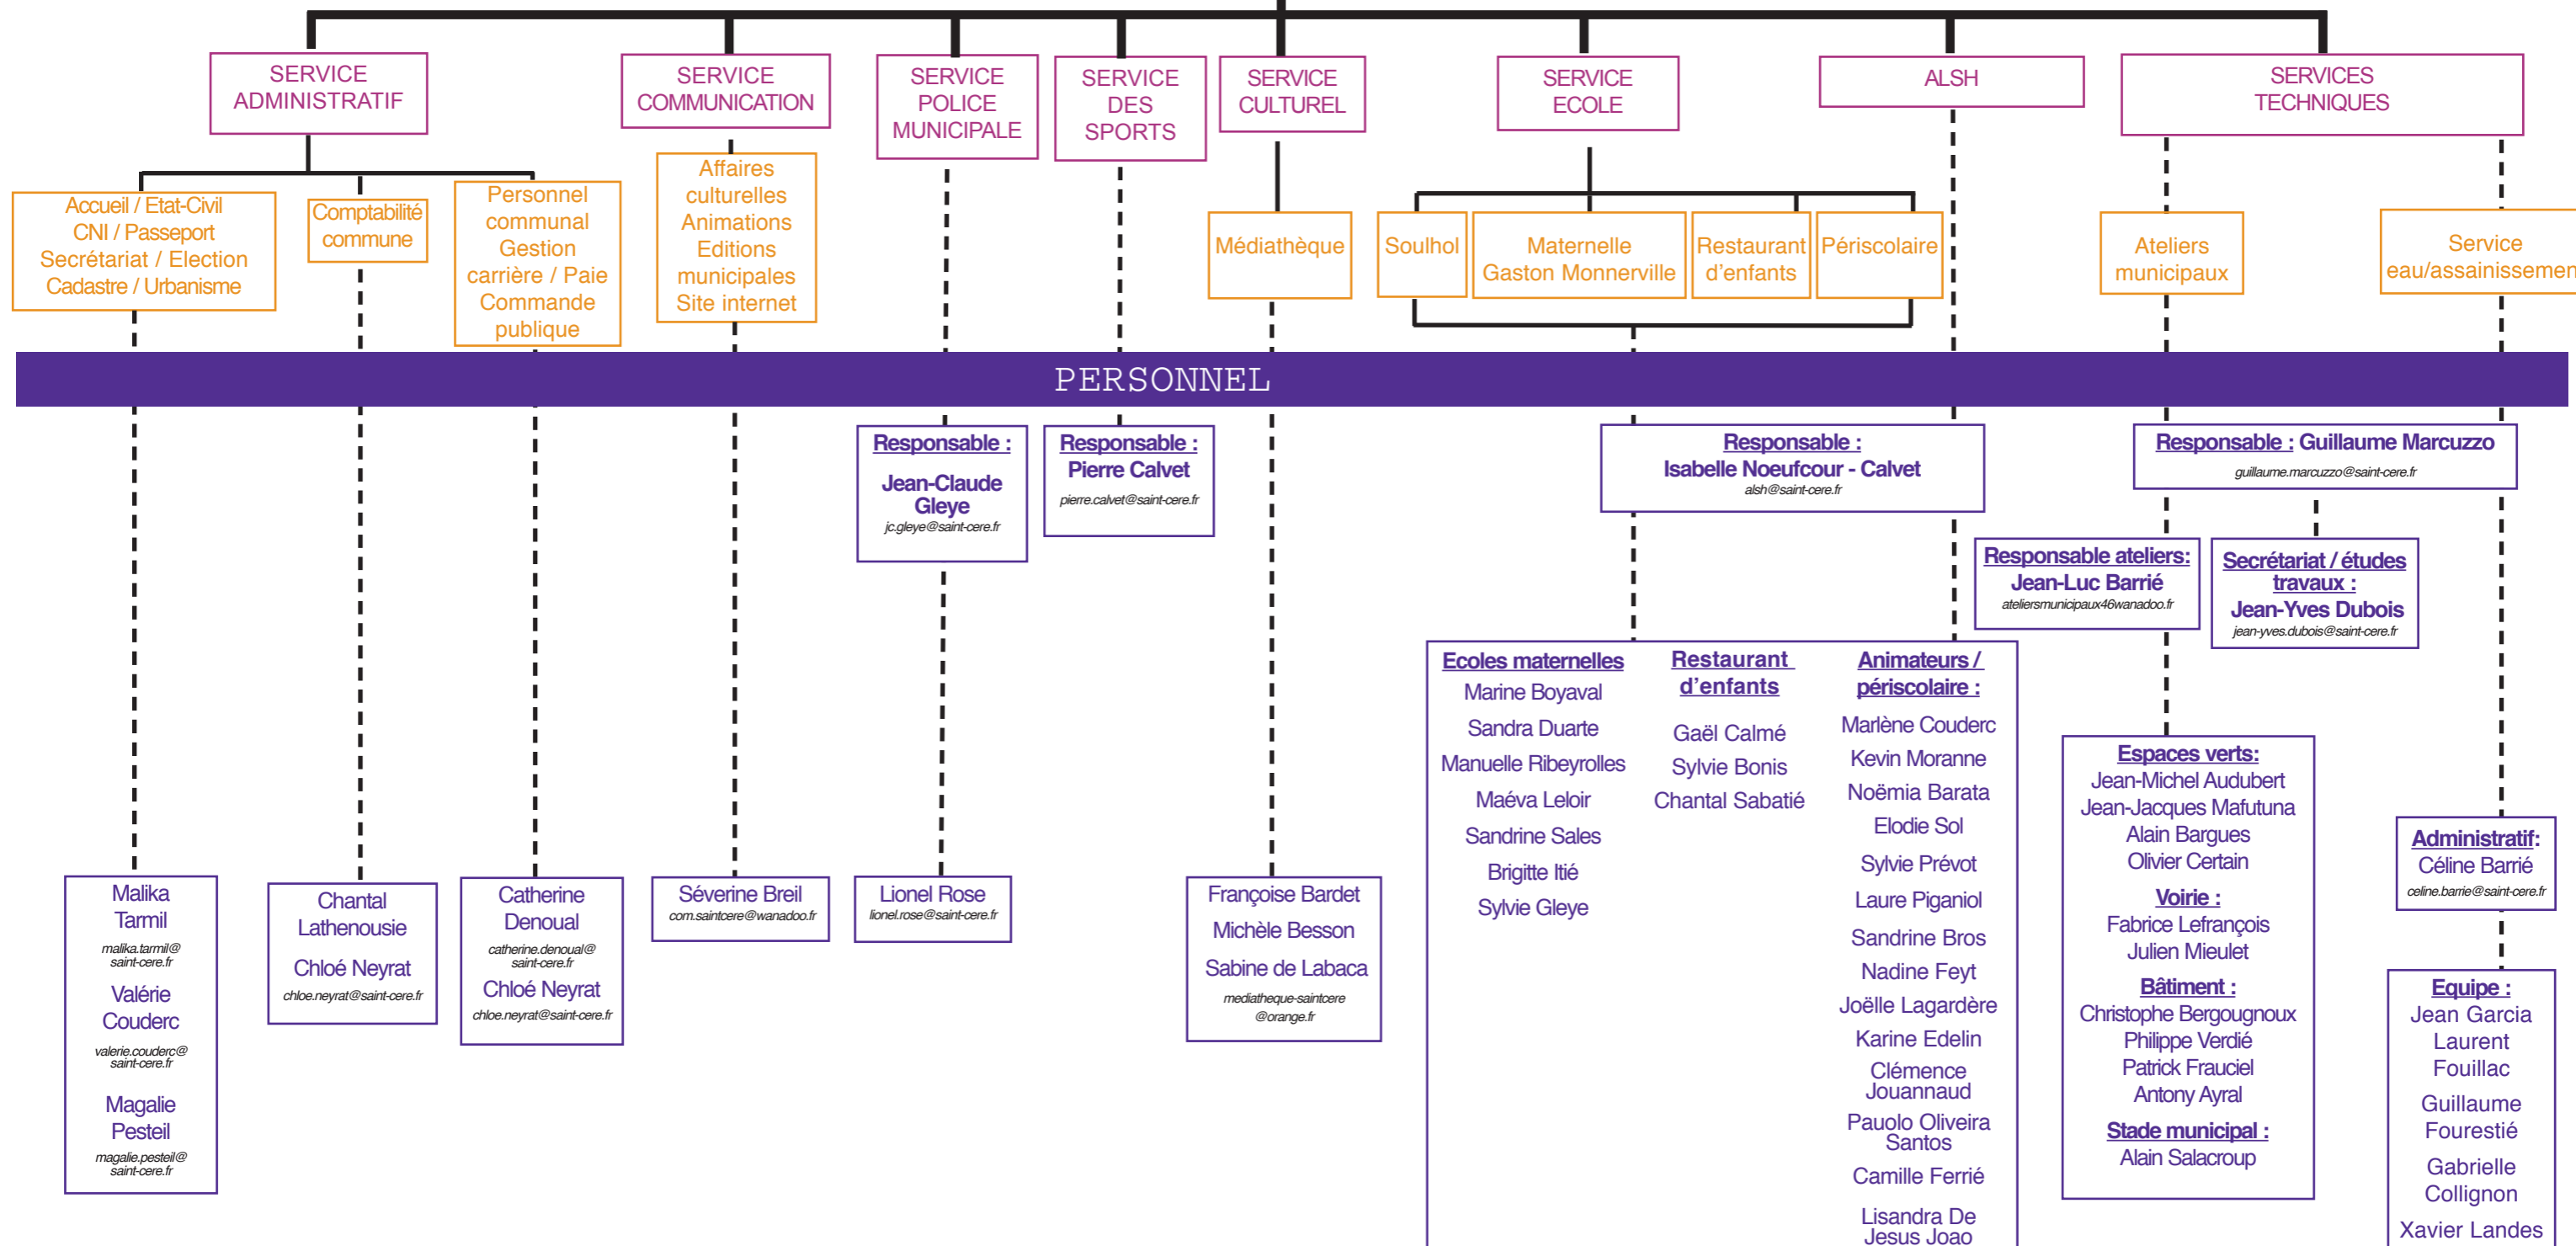 SERVICE
ADMINISTRATIF
SERVICE
COMMUNICATION
SERVICE
POLICE
MUNICIPALE
SERVICE
DES
SPORTS
SERVICE
CULTUREL
SERVICE
ECOLE
ALSH
SERVICES
TECHNIQUES
Accueil / Etat-Civil
CNI / Passeport
Secrétariat / Election
Cadastre / Urbanisme
Comptabilité
commune
Personnel
communal
Gestion
carrière / Paie
Commande
publique
Affaires
culturelles
Animations
Editions
municipales
Site internet
Médiathèque
Soulhol
Maternelle
Gaston Monnerville
Restaurant
d’enfants
Périscolaire
Ateliers
municipaux
Service
eau/assainissement
PERSONNEL
Responsable :
Jean-Claude
Gleye
jc.gleye@saint-cere.fr
Responsable :
Pierre Calvet
pierre.calvet@saint-cere.fr
Responsable :
Isabelle Noeufcour - Calvet
alsh@saint-cere.fr
Responsable : Guillaume Marcuzzo
guillaume.marcuzzo@saint-cere.fr
Responsable ateliers:
Jean-Luc Barrié
ateliersmunicipaux46wanadoo.fr
Secrétariat / études
travaux :
Jean-Yves Dubois
jean-yves.dubois@saint-cere.fr
Malika
Tarmil
malika.tarmil@
saint-cere.fr
Valérie
Couderc
valerie.couderc@
saint-cere.fr
Magalie
Pesteil
magalie.pesteil@
saint-cere.fr
Chantal
Lathenousie
Chloé Neyrat
chloe.neyrat@saint-cere.fr
Catherine
Denoual
catherine.denoual@
saint-cere.fr
Chloé Neyrat
chloe.neyrat@saint-cere.fr
Séverine Breil
com.saintcere@wanadoo.fr
Lionel Rose
lionel.rose@saint-cere.fr
Françoise Bardet
Michèle Besson
Sabine de Labaca
mediatheque-saintcere
@orange.fr
Ecoles maternelles
Marine Boyaval
Sandra Duarte
Manuelle Ribeyrolles
Maéva Leloir
Sandrine Sales
Brigitte Itié
Sylvie Gleye
Restaurant
d’enfants
Gaël Calmé
Sylvie Bonis
Chantal Sabatié
Animateurs /
périscolaire :
Marlène Couderc
Kevin Moranne
Noëmia Barata
Elodie Sol
Sylvie Prévot
Laure Piganiol
Sandrine Bros
Nadine Feyt
Joëlle Lagardère
Karine Edelin
Clémence
Jouannaud
Pauolo Oliveira
Santos
Camille Ferrié
Lisandra De
Jesus Joao
Espaces verts:
Jean-Michel Audubert
Jean-Jacques Mafutuna
Alain Bargues
Olivier Certain
Voirie :
Fabrice Lefrançois
Julien Mieulet
Bâtiment :
Christophe Bergougnoux
Philippe Verdié
Patrick Frauciel
Antony Ayral
Stade municipal :
Alain Salacroup
Administratif:
Céline Barrié
celine.barrie@saint-cere.fr
Equipe :
Jean Garcia
Laurent
Fouillac
Guillaume
Fourestié
Gabrielle
Collignon
Xavier Landes